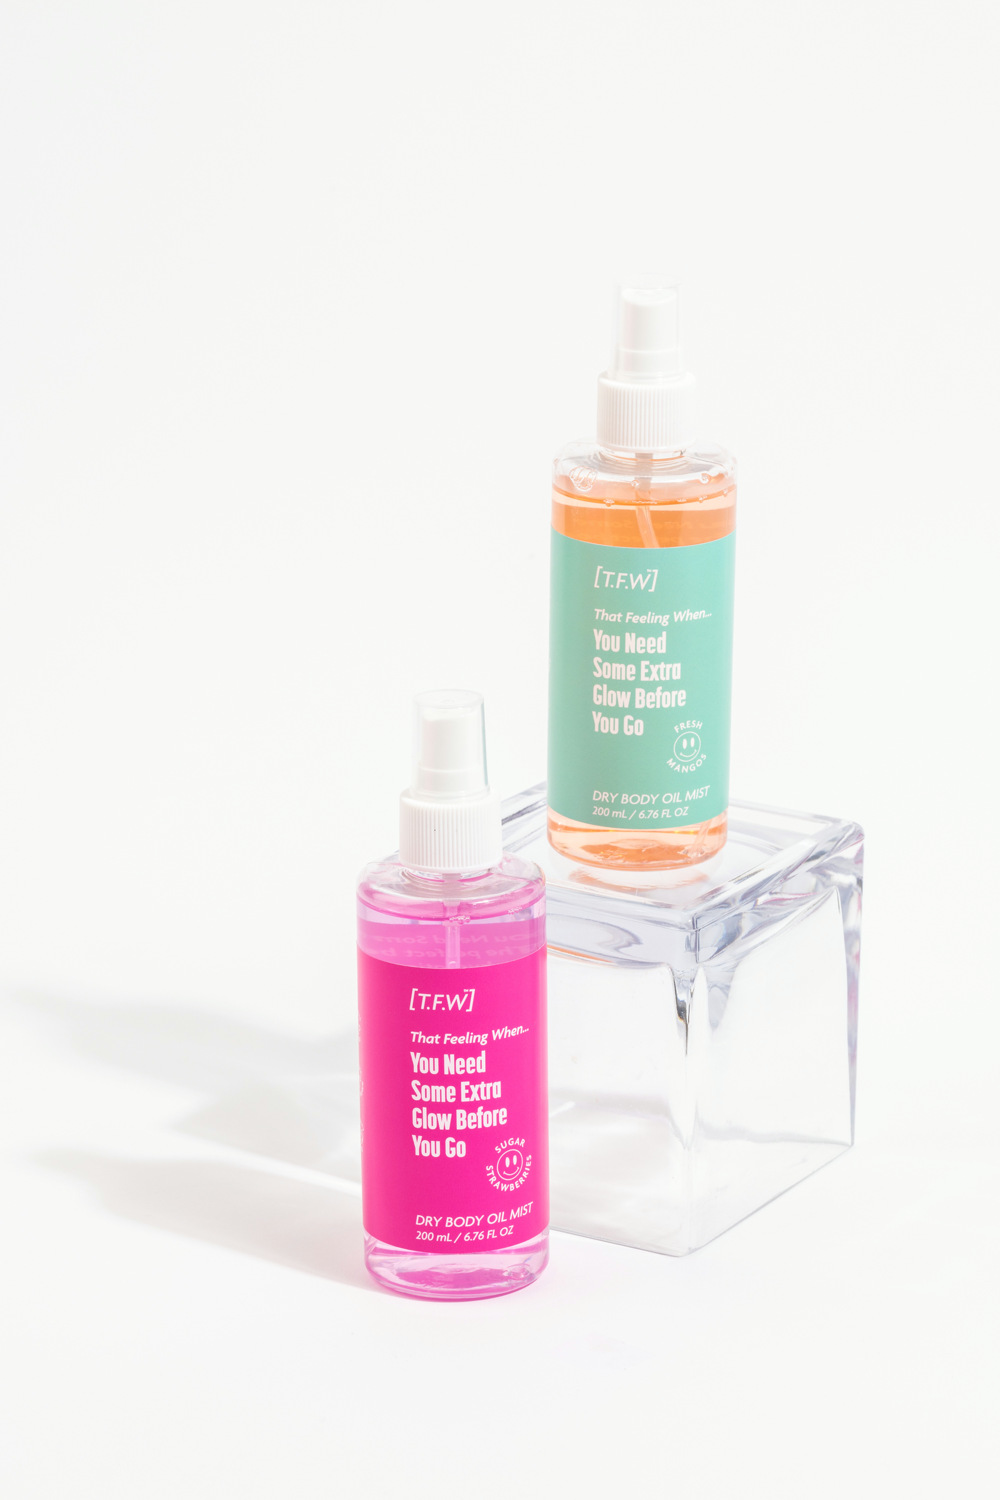 [T.F.W]
That Feeling When...
You Need
Some Extra
Glow Before
You Go
FRESH
MANGOS
DRY BODY OIL MIST
200 mL / 6.76 FL OZ
[T.F.W]
That Feeling When...
You Need
Some Extra
Glow Before
You Go
SUGAR
STRAWBERRIES
DRY BODY OIL MIST
200 mL / 6.76 FL OZ